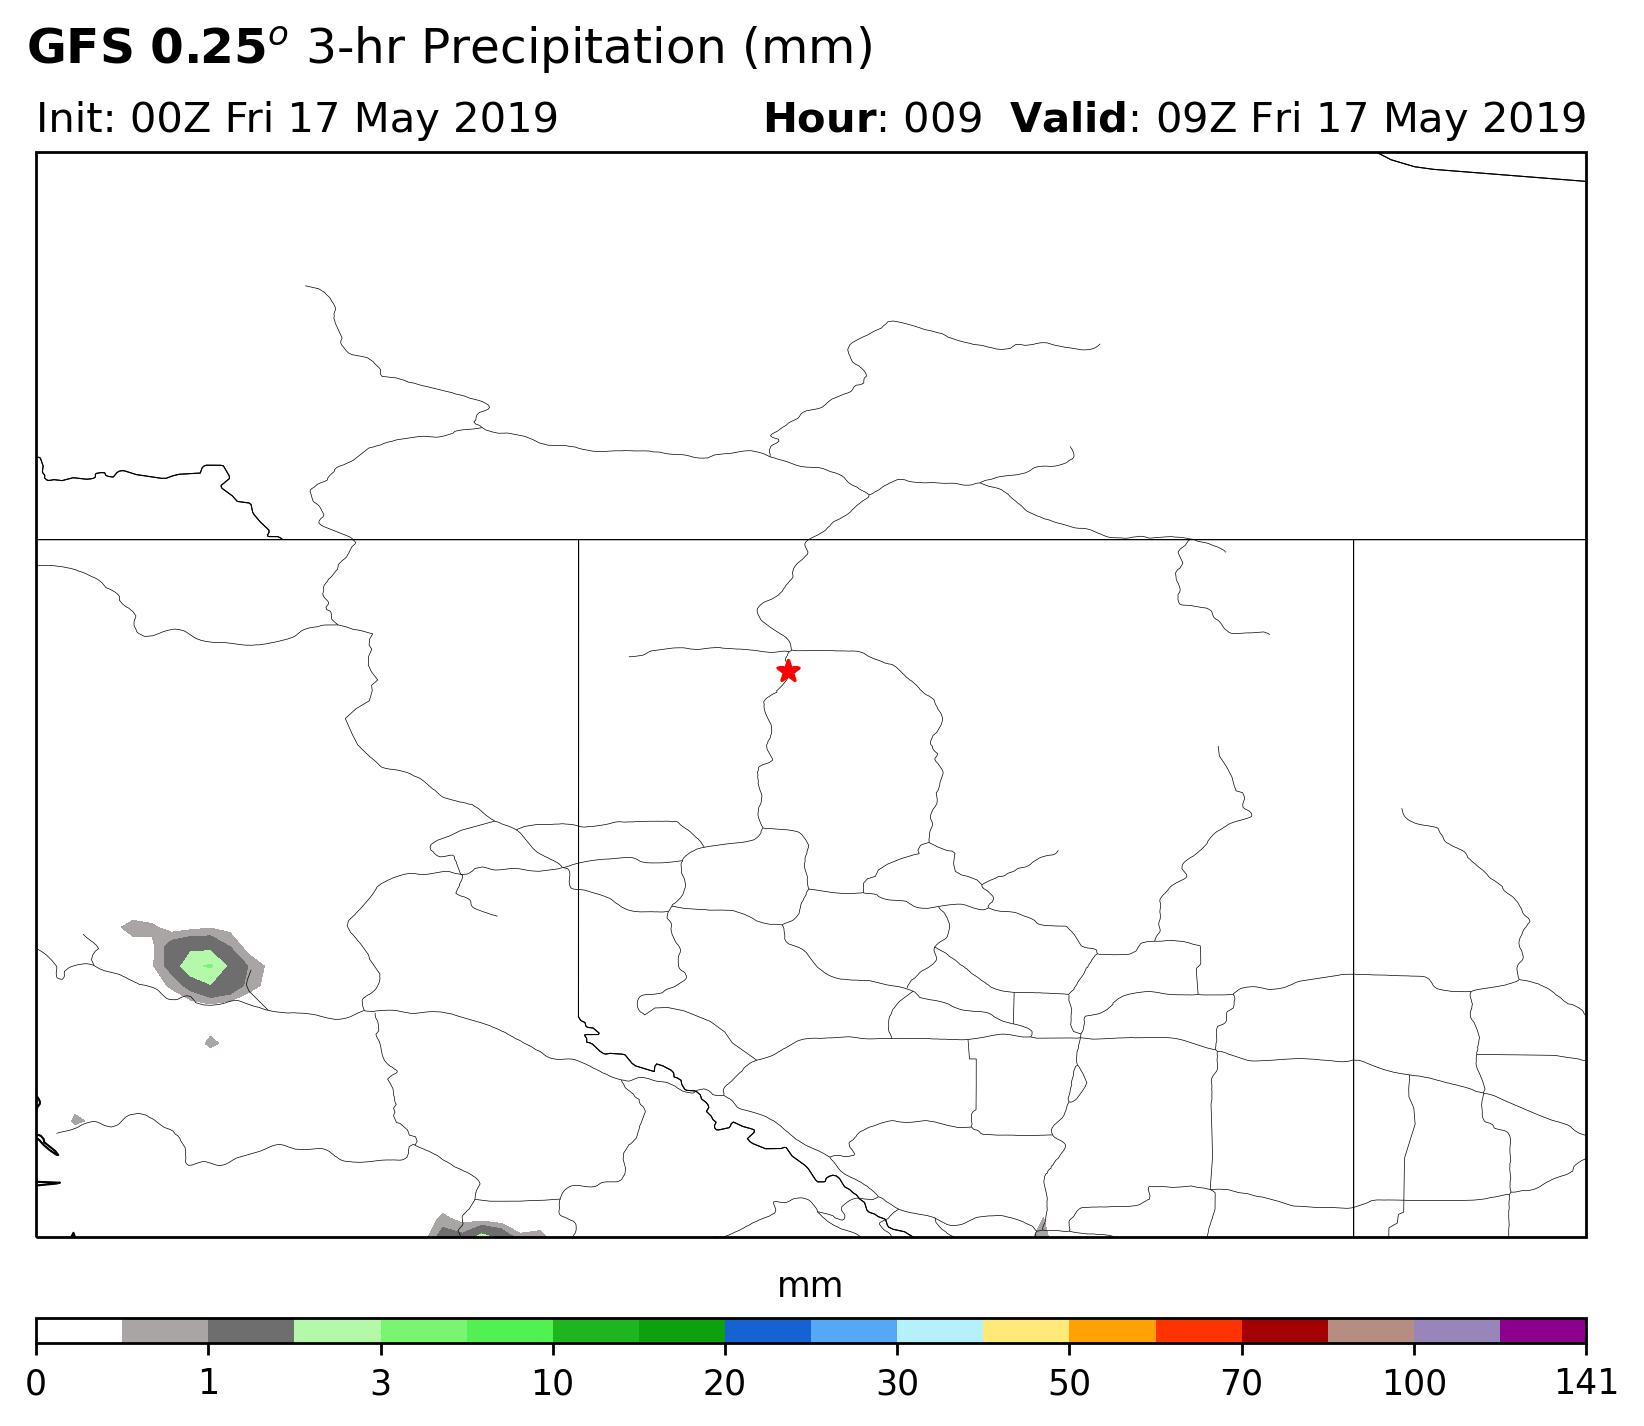 GFS 0.25° 3-hr Precipitation (mm)
Init: 00Z Fri 17 May 2019 Hour: 009 Valid: 09Z Fri 17 May 2019
mm
0 1 3 10 20 30 50 70 100 141